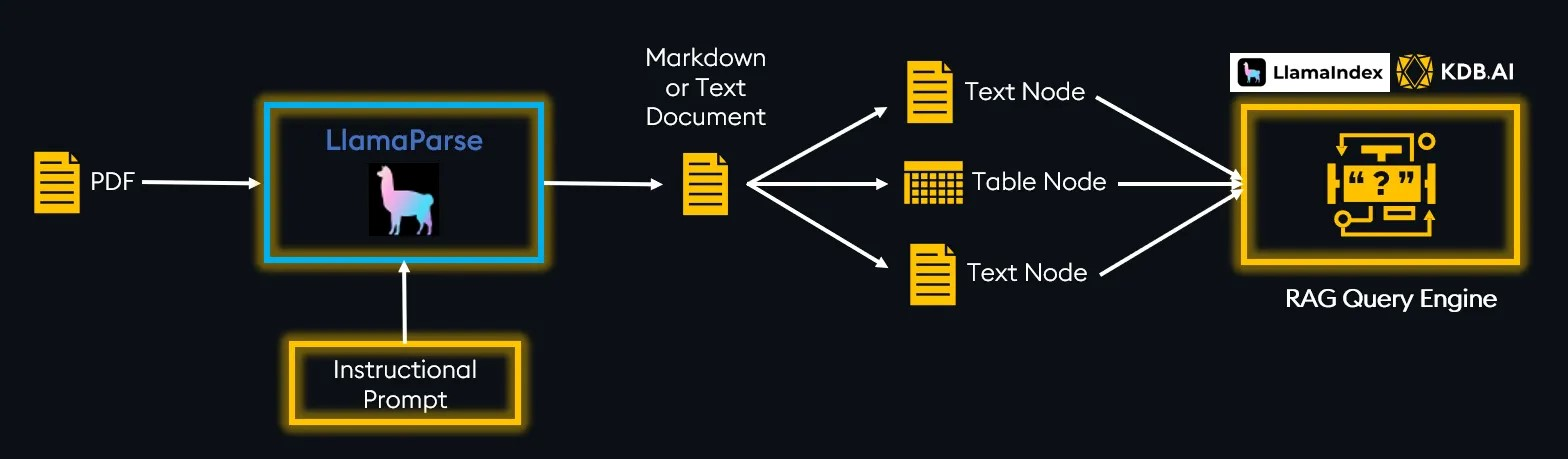 PDF
LlamaParse
Instructional
Prompt
Markdown
or Text
Document
Text Node
Table Node
Text Node
LlamaIndex
KDB.AI
“ ? ”
RAG Query Engine